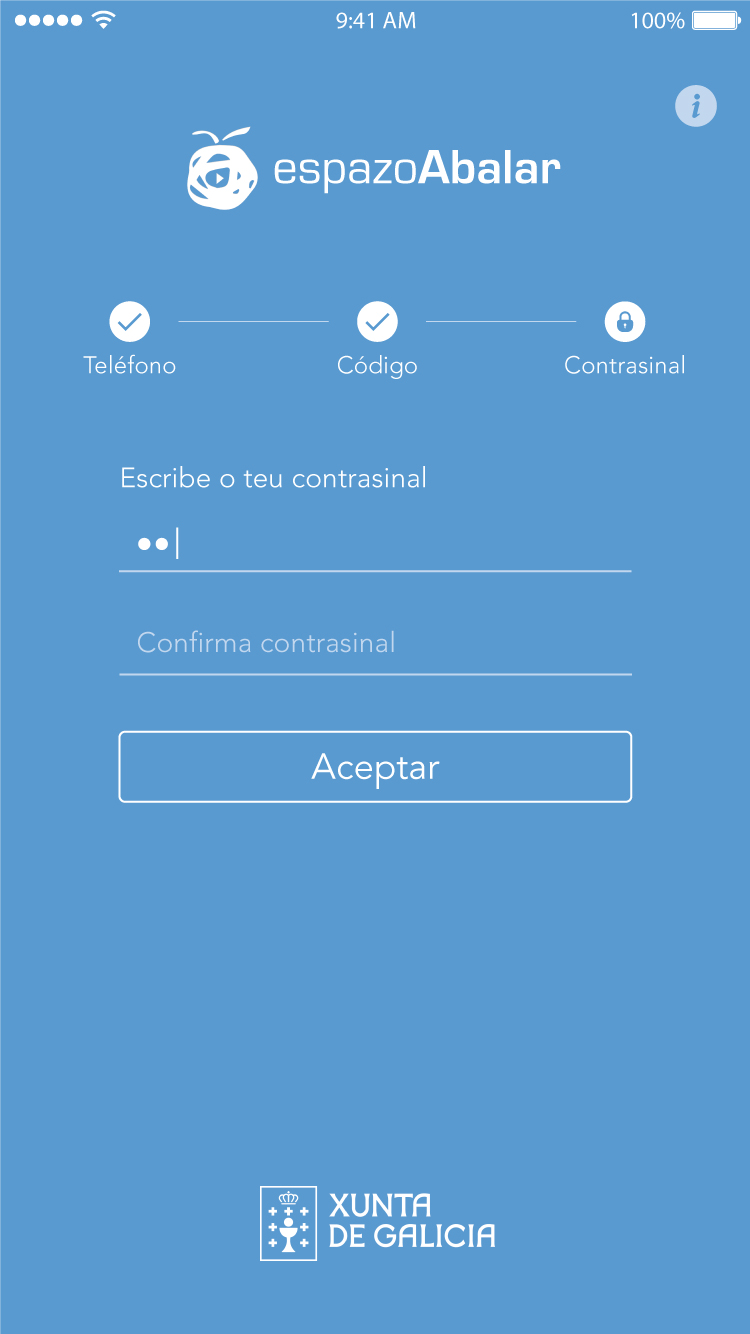 9:41 AM
100%
i
espazoAbalar
Teléfono
Código
Contrasinal
Escribe o teu contrasinal
Confirma contrasinal
Aceptar
XUNTA
DE GALICIA